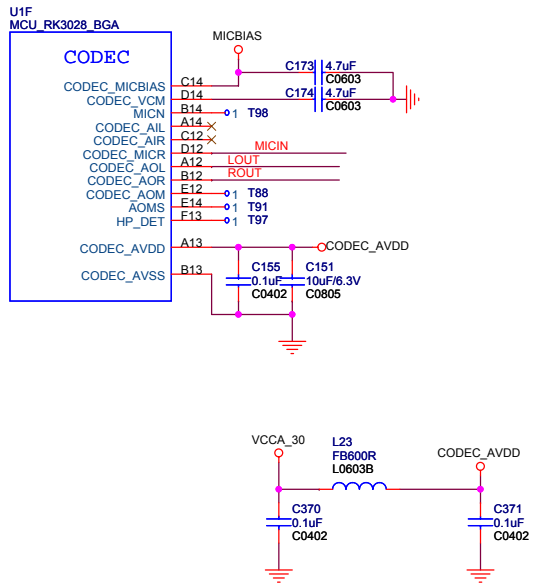 U1F
MCU_RK3028_BGA
CODEC
MICBIAS
C173 4.7uF
C0603
C174 4.7uF
C0603
CODEC_MICBIAS C14
CODEC_VCM D14
MICN B14 1 T98
CODEC_AIL A14
CODEC_AIR C12
CODEC_MICR D12 MICIN
CODEC_AOL A12 LOUT
CODEC_AOR B12 ROUT
CODEC_AOM E12 1 T88
AOMS E14 1 T91
HP_DET F13 1 T97
CODEC_AVDD A13 CODEC_AVDD
CODEC_AVSS B13
C155 C151
0.1uF 10uF/6.3V
C0402 C0805
VCCA_30
L23
FB600R
L0603B
CODEC_AVDD
C370
0.1uF
C0402
C371
0.1uF
C0402